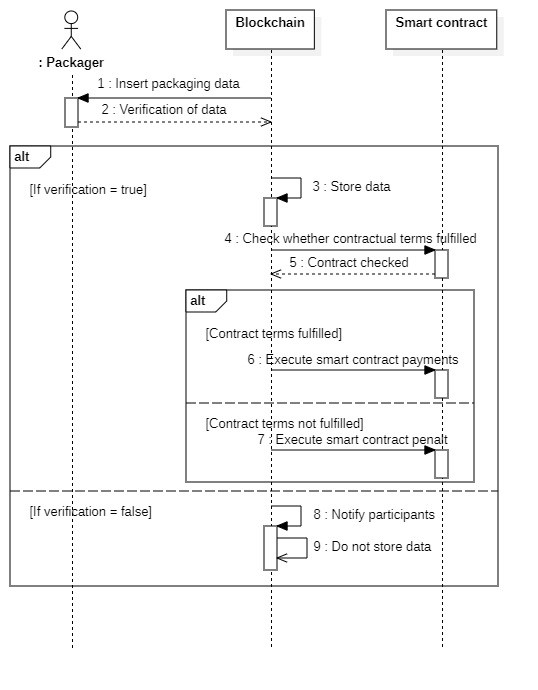 Blockchain
Smart contract
: Packager
1 : Insert packaging data
2 : Verification of data
alt
[If verification = true]
3 : Store data
4 : Check whether contractual terms fulfilled
5 : Contract checked
alt
[Contract terms fulfilled]
6 : Execute smart contract payments
[Contract terms not fulfilled]
7 : Execute smart contract penalt
[If verification = false]
8 : Notify participants
9 : Do not store data